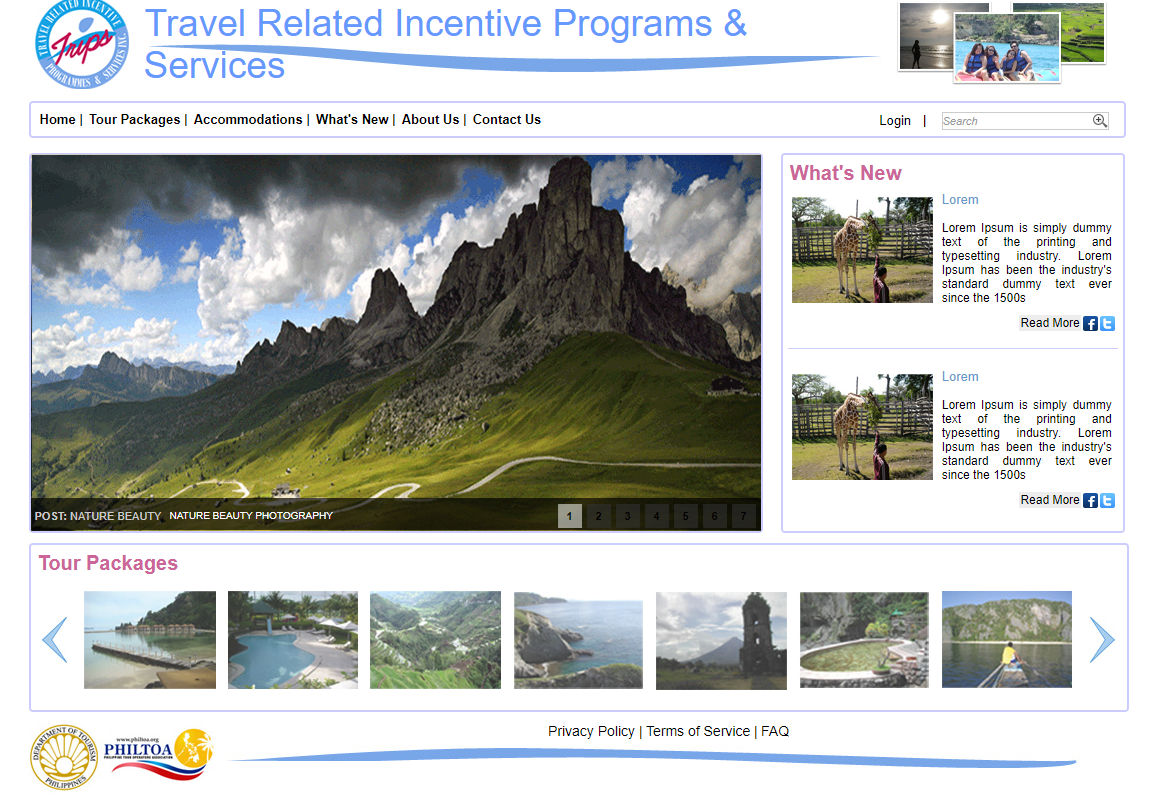 TRAVEL RELATED INCENTIVE
Trips
PROGRAMMES & SERVICES INC.
Travel Related Incentive Programs &
Services
Home | Tour Packages | Accommodations | What's New | About Us | Contact Us
Login | Search
What's New
Lorem
Lorem Ipsum is simply dummy
text of the printing and
typesetting industry. Lorem
Ipsum has been the industry's
standard dummy text ever
since the 1500s
Read More
Lorem
Lorem Ipsum is simply dummy
text of the printing and
typesetting industry. Lorem
Ipsum has been the industry's
standard dummy text ever
since the 1500s
Read More
POST: NATURE BEAUTY NATURE BEAUTY PHOTOGRAPHY 1 2 3 4 5 6 7
Tour Packages
Privacy Policy | Terms of Service | FAQ
DEPARTMENT OF TOURISM
PHILIPPINES
www.philtoa.org
PHILTOA
PHILIPPINE TOUR OPERATORS ASSOCIATION